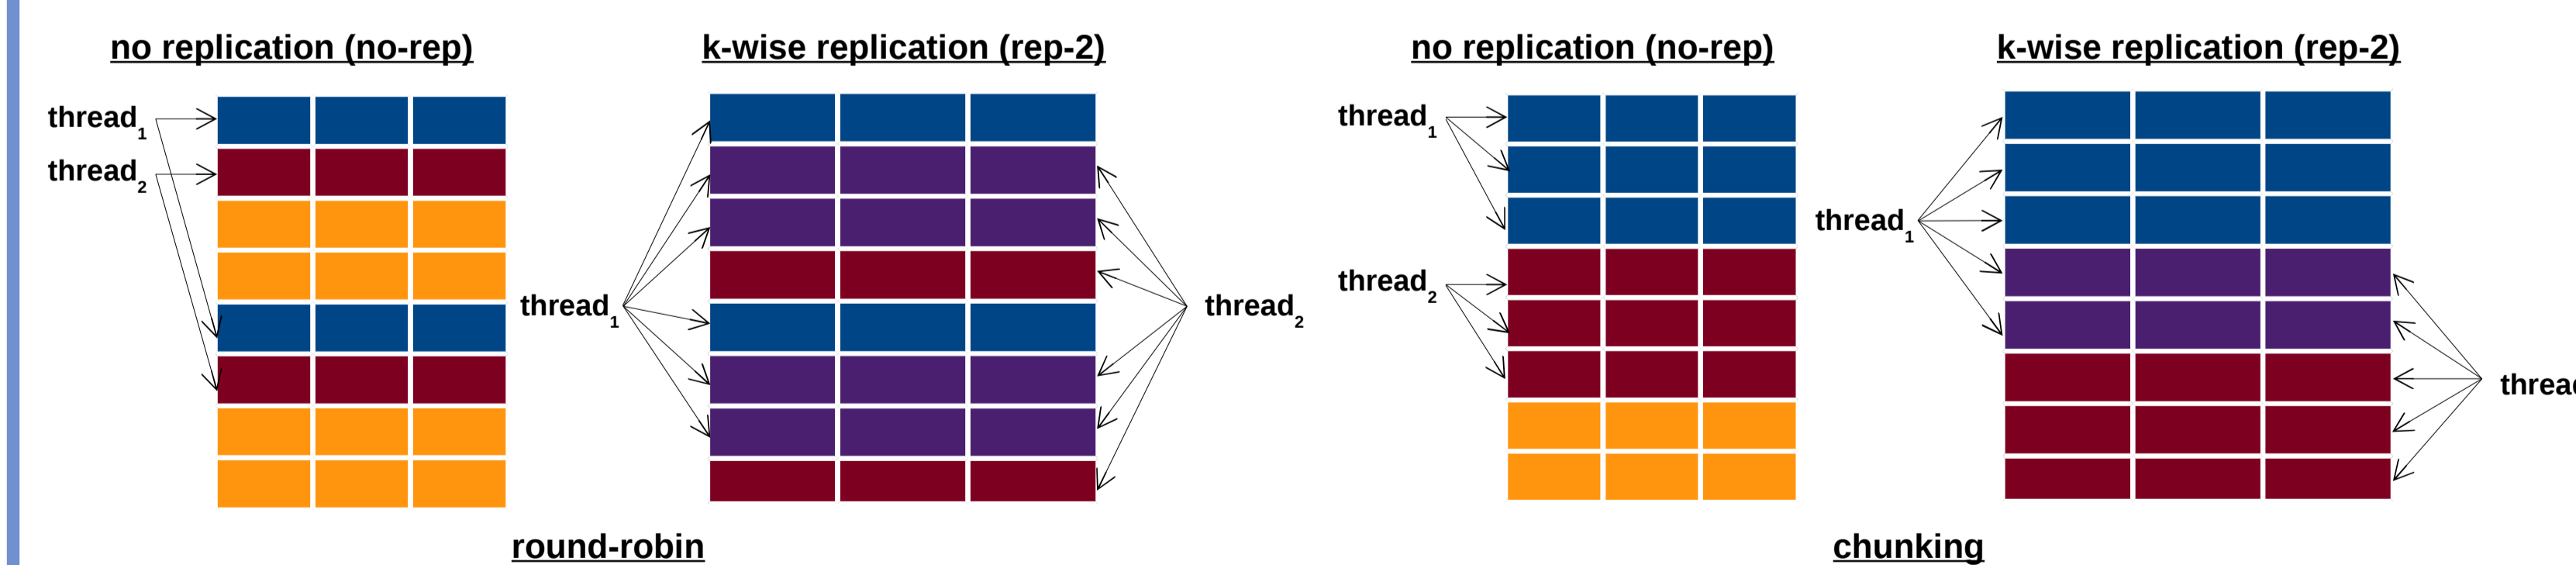 no replication (no-rep)
k-wise replication (rep-2)
no replication (no-rep)
k-wise replication (rep-2)
thread1
thread2
thread1
thread2
thread1
thread2
thread1
thread
round-robin
chunking